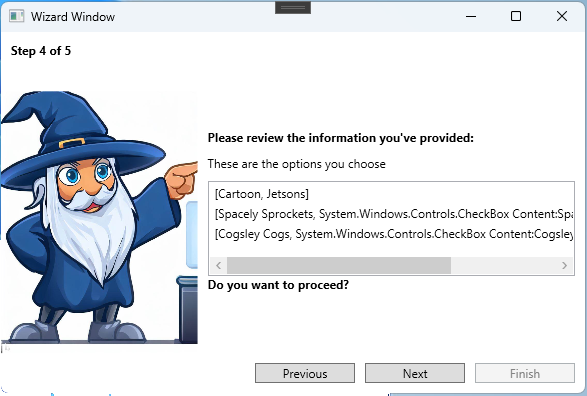 Wizard Window
Step 4 of 5
Please review the information you've provided:
These are the options you choose
[Cartoon, Jetsons]
[Spacely Sprockets, System.Windows.Controls.CheckBox Content:Spa
[Cogsley Cogs, System.Windows.Controls.CheckBox Content:Cogsley
Do you want to proceed?
Previous Next Finish